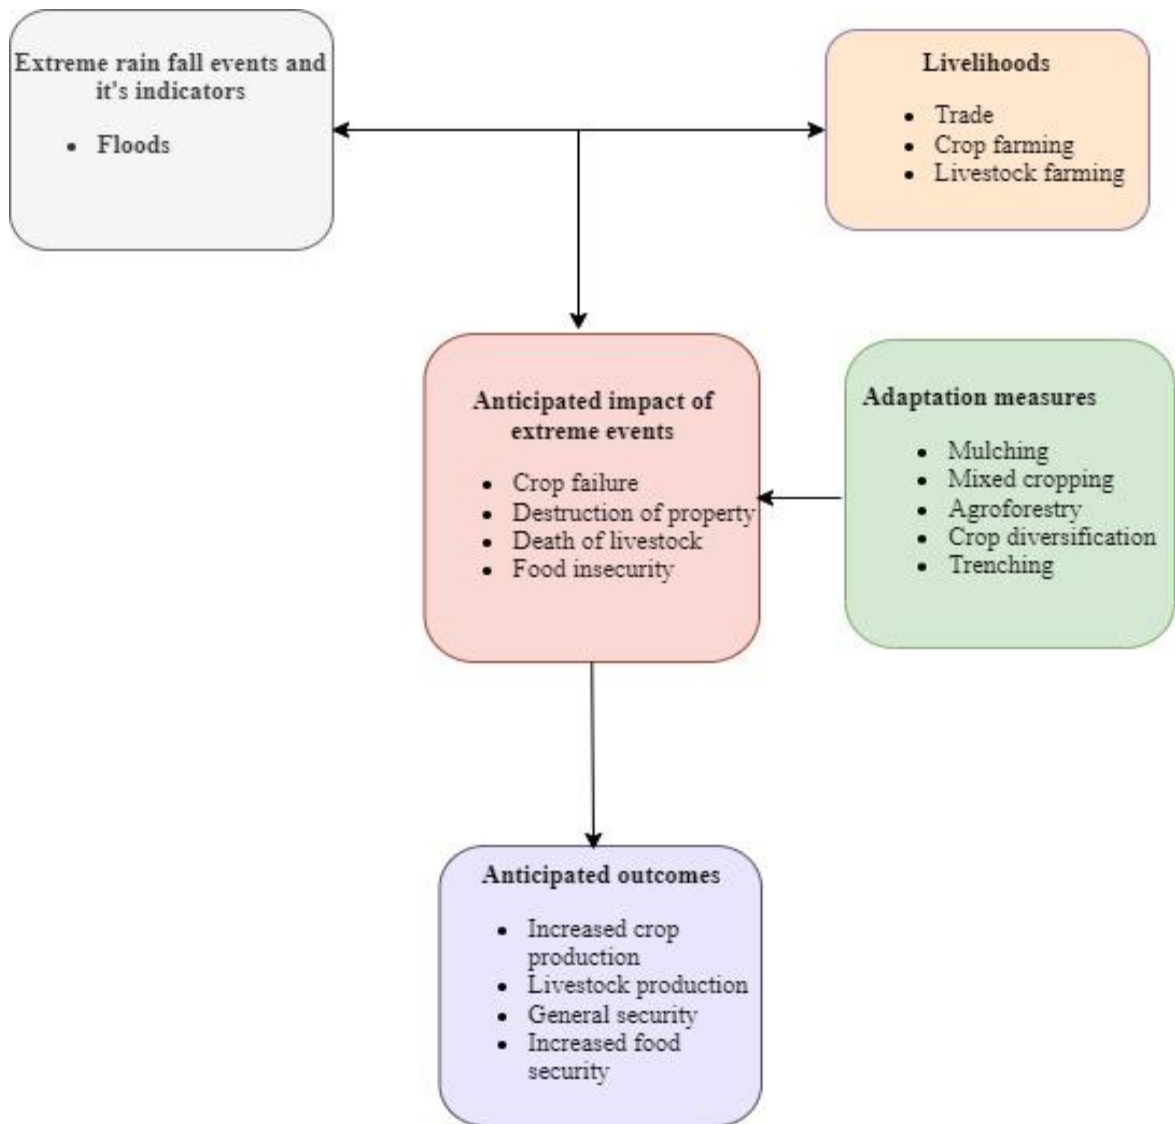 Extreme rain fall events and
it's indicators
• Floods
Livelihoods
• Trade
• Crop farming
• Livestock farming
Anticipated impact of
extreme events
• Crop failure
• Destruction of property
• Death of livestock
• Food insecurity
Adaptation measures
• Mulching
• Mixed cropping
• Agroforestry
• Crop diversification
• Trenching
Anticipated outcomes
• Increased crop
production
• Livestock production
• General security
• Increased food
security